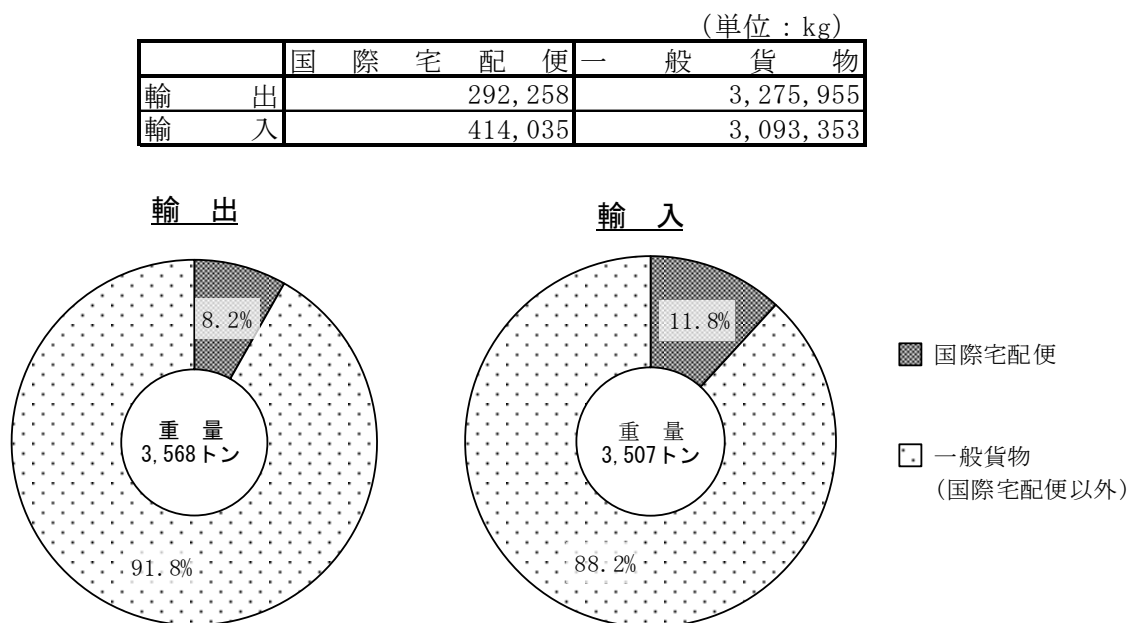 （単位：kg）
国際宅配便 一般貨物
輸出 292,258 3,275,955
輸入 414,035 3,093,353
輸 出
輸 入
8.2%
11.8%
国際宅配便
重 量
3,568トン
重 量
3,507トン
一般貨物
（国際宅配便以外）
91.8%
88.2%